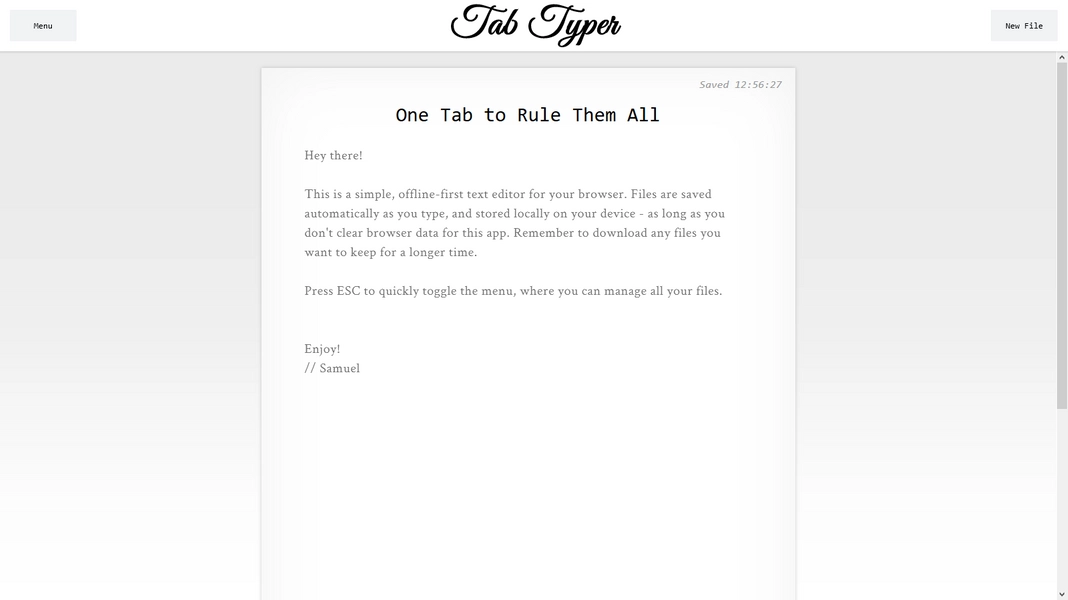 Menu
Tab Typer
New File
Saved 12:56:27
One Tab to Rule Them All
Hey there!
This is a simple, offline-first text editor for your browser. Files are saved
automatically as you type, and stored locally on your device - as long as you
don't clear browser data for this app. Remember to download any files you
want to keep for a longer time.
Press ESC to quickly toggle the menu, where you can manage all your files.
Enjoy!
// Samuel